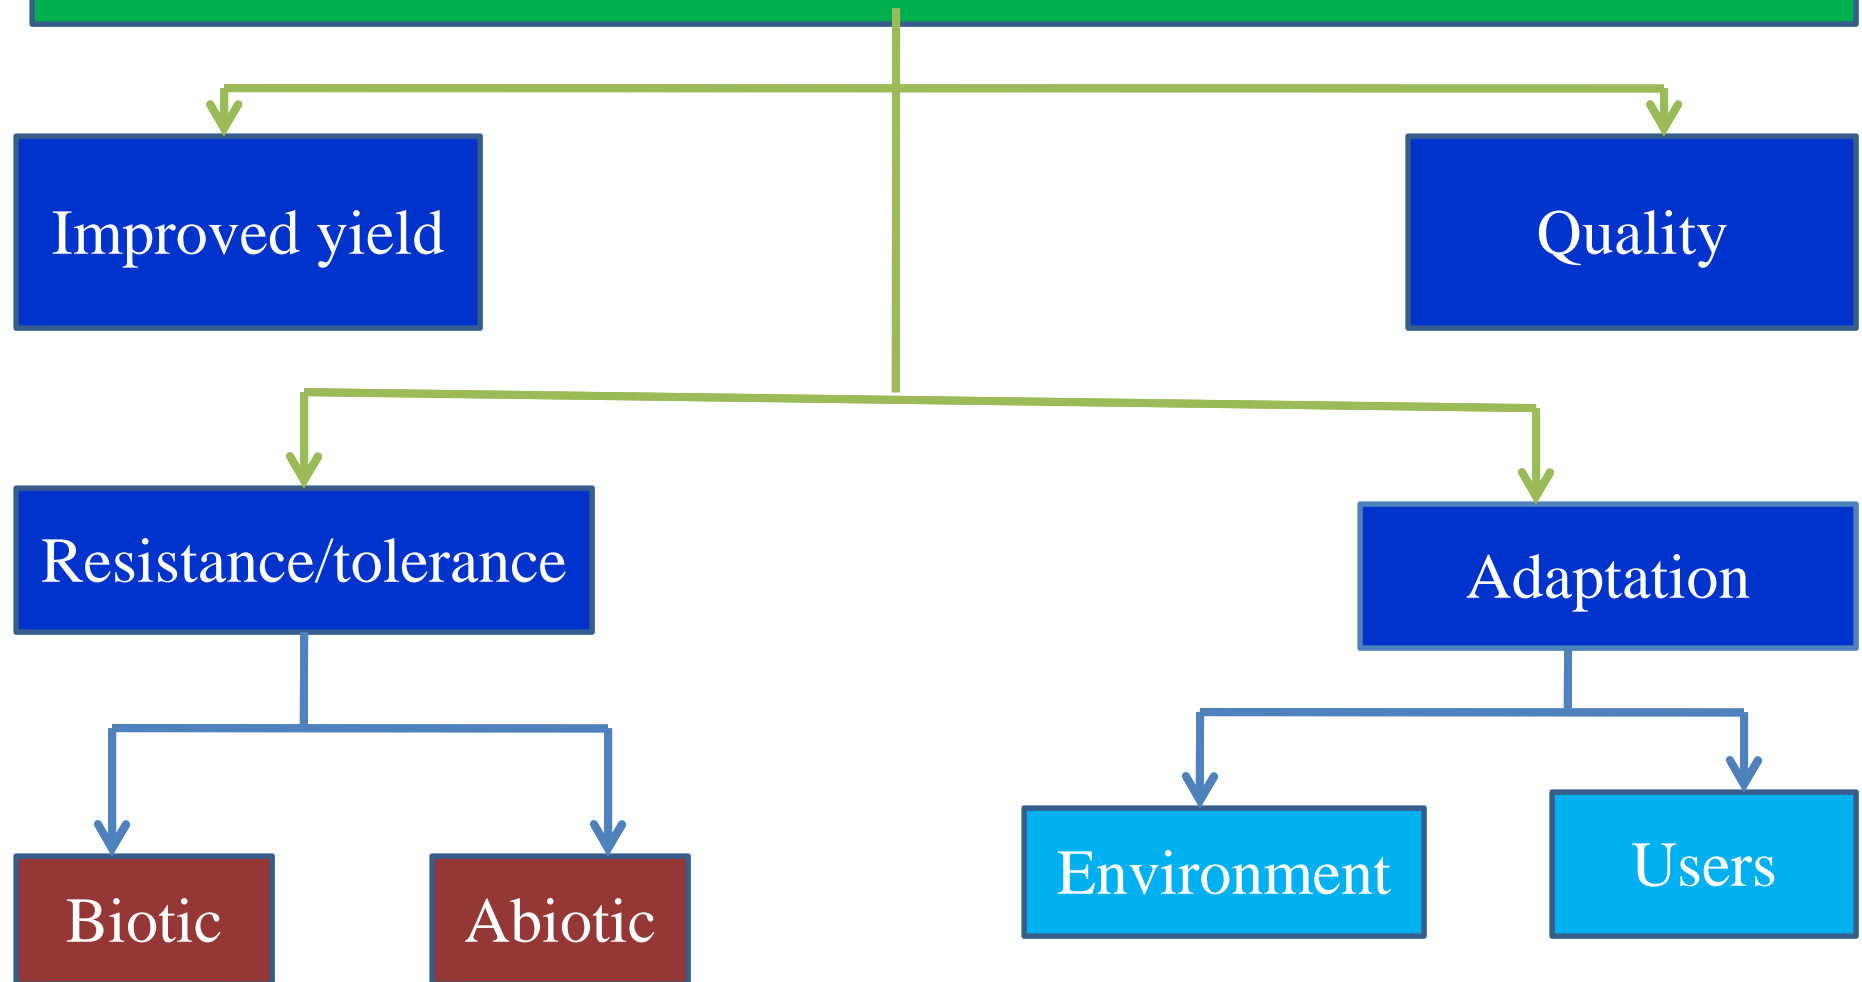 Improved yield
Quality
Resistance/tolerance
Adaptation
Environment
Users
Biotic
Abiotic